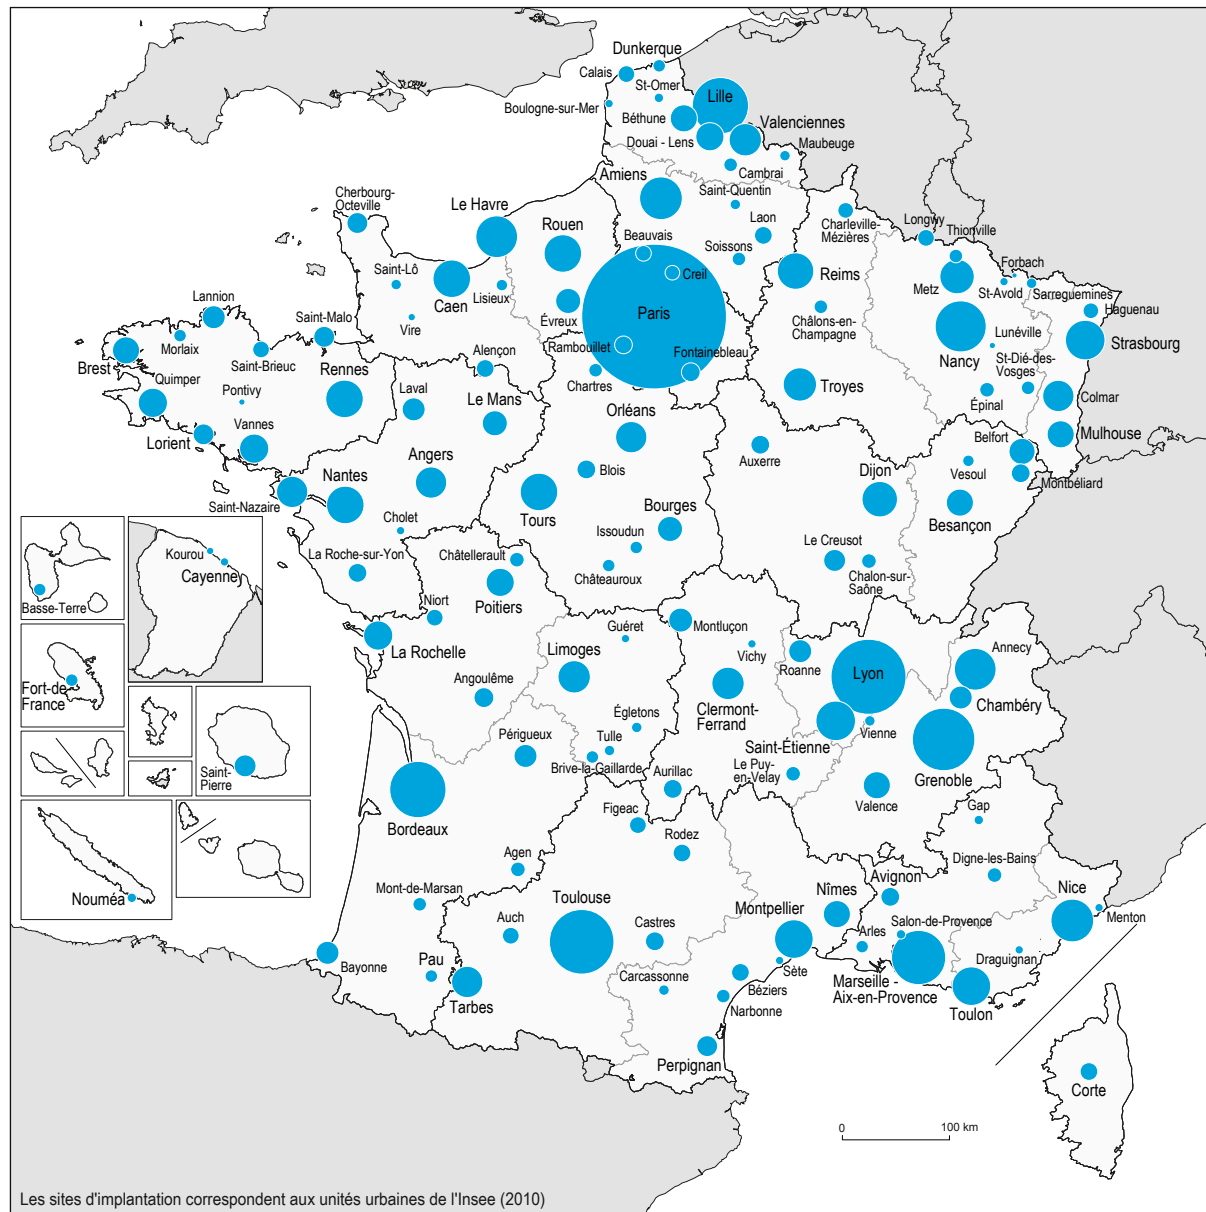 Dunkerque
Calais
St-Omer
Boulogne-sur-Mer
Lille
Béthune
Valenciennes
Douai - Lens
Maubeuge
Cambrai
Amiens
Saint-Quentin
Cherbourg-
Octeville
Le Havre
Rouen
Laon
Charleville-
Mézières
Longwy
Thionville
Beauvais
Soissons
Forbach
Saint-Lô
Creil
Reims
Metz
St-Avold
Sarreguemines
Caen
Lisieux
Haguenau
Lannion
Vire
Évreux
Paris
Châlons-en-
Champagne
Lunéville
Saint-Malo
Nancy
Strasbourg
Morlaix
Rambouillet
Fontainebleau
St-Dié-des-
Vosges
Brest
Saint-Brieuc
Alençon
Rennes
Chartres
Troyes
Quimper
Pontivy
Laval
Le Mans
Épinal
Colmar
Orléans
Vannes
Lorient
Belfort
Mulhouse
Auxerre
Angers
Blois
Vesoul
Nantes
Dijon
Montbéliard
Saint-Nazaire
Tours
Bourges
Besançon
Cholet
Issoudun
Le Creusot
Kourou
La Roche-sur-Yon
Châtellerault
Cayenne
Châteauroux
Chalon-sur-
Saône
Basse-Terre
Poitiers
Niort
Montluçon
Guéret
Vichy
La Rochelle
Limoges
Roanne
Annecy
Lyon
Fort-de-
France
Angoulême
Clermont-
Ferrand
Chambéry
Égletons
Périgueux
Tulle
Saint-Étienne
Vienne
Brive-la-Gaillarde
Le Puy-
en-Velay
Grenoble
Saint-
Pierre
Aurillac
Valence
Bordeaux
Figeac
Gap
Rodez
Agen
Digne-les-Bains
Mont-de-Marsan
Avignon
Nice
Nouméa
Nîmes
Toulouse
Montpellier
Menton
Auch
Castres
Salon-de-Provence
Arles
Pau
Bayonne
Draguignan
Carcassonne
Sète
Marseille -
Aix-en-Provence
Béziers
Tarbes
Narbonne
Toulon
Perpignan
Corte
0
100 km
Les sites d'implantation correspondent aux unités urbaines de l'Insee (2010)